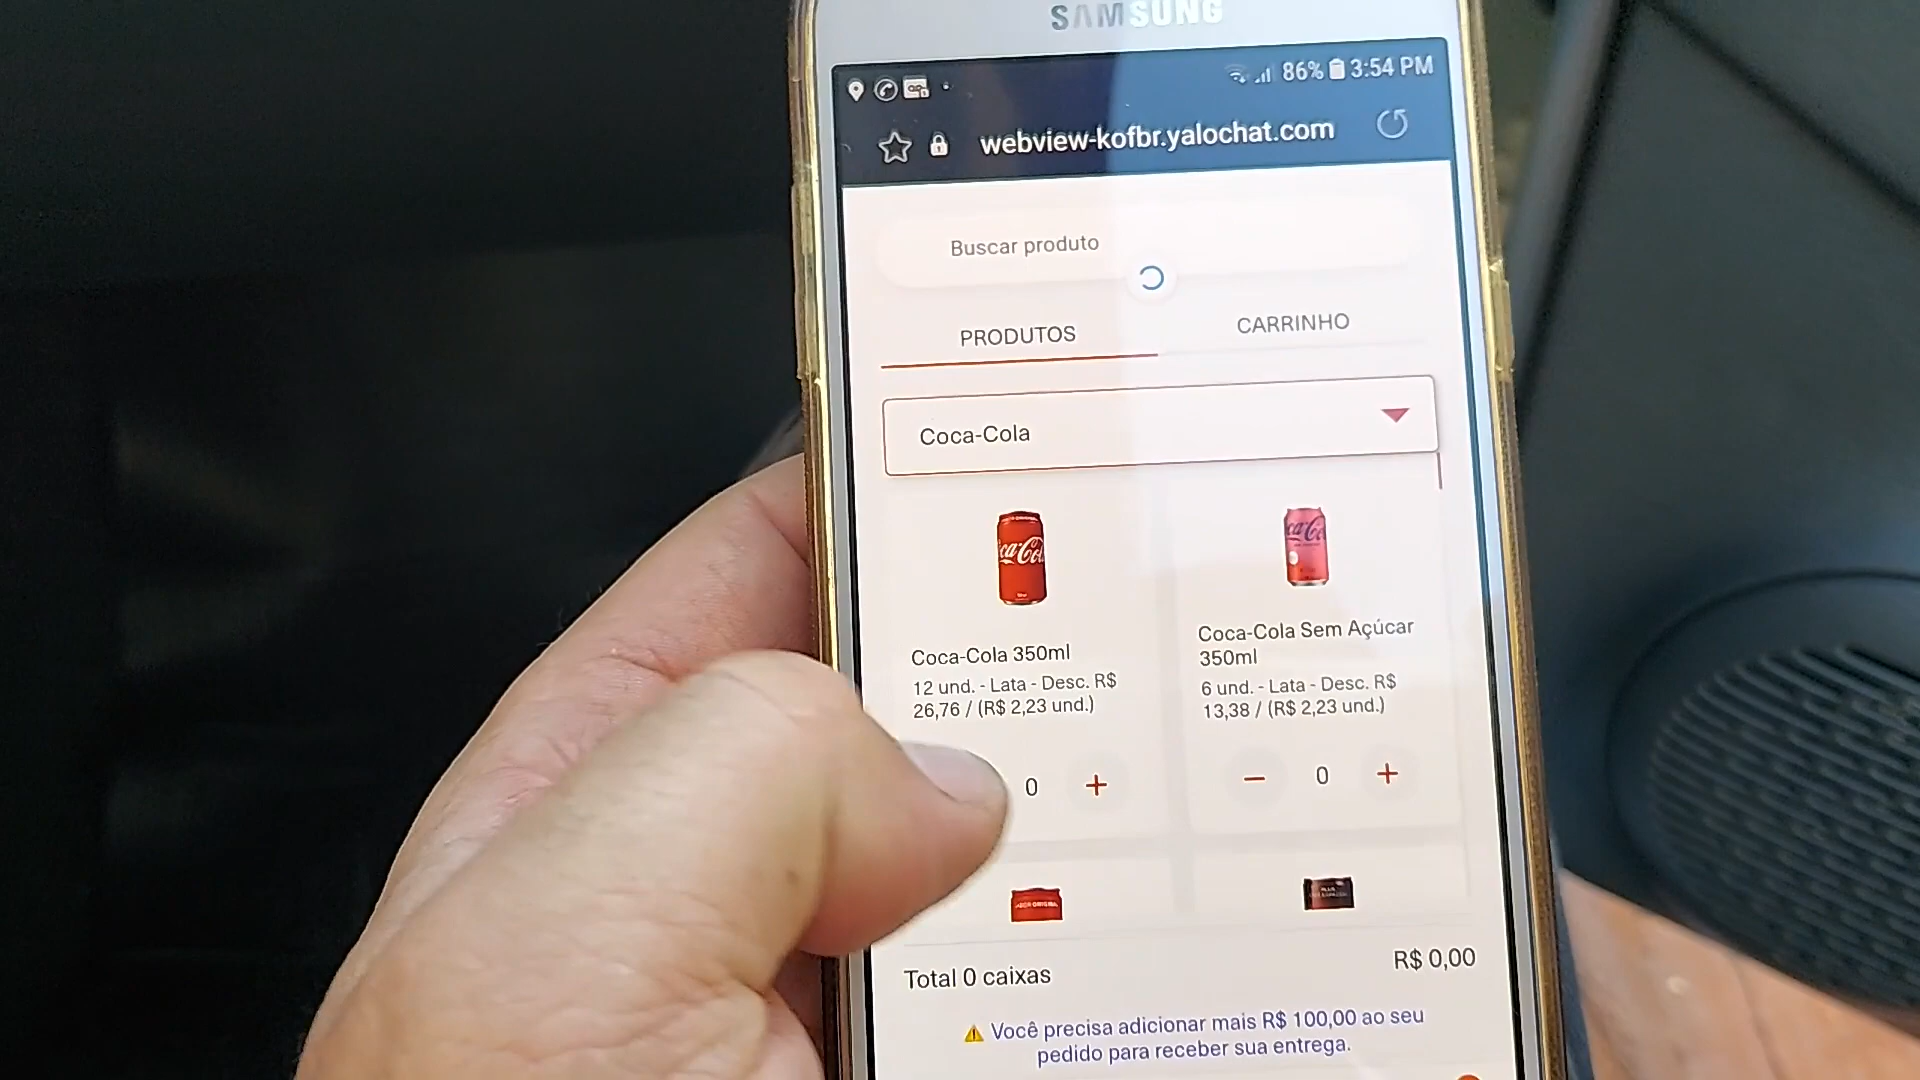 SAMSUNG
86% 3:54 PM
webview-kofbr.yalochat.com
Buscar produto
PRODUTOS
CARRINHO
Coca-Cola
Coca-Cola 350ml
12 und. - Lata - Desc. R$
26,76 / (R$ 2,23 und.)
0 +
Coca-Cola Sem Açúcar
350ml
6 und. - Lata - Desc. R$
13,38 / (R$ 2,23 und.)
− 0 +
Total 0 caixas
R$ 0,00
Você precisa adicionar mais R$ 100,00 ao seu
pedido para receber sua entrega.